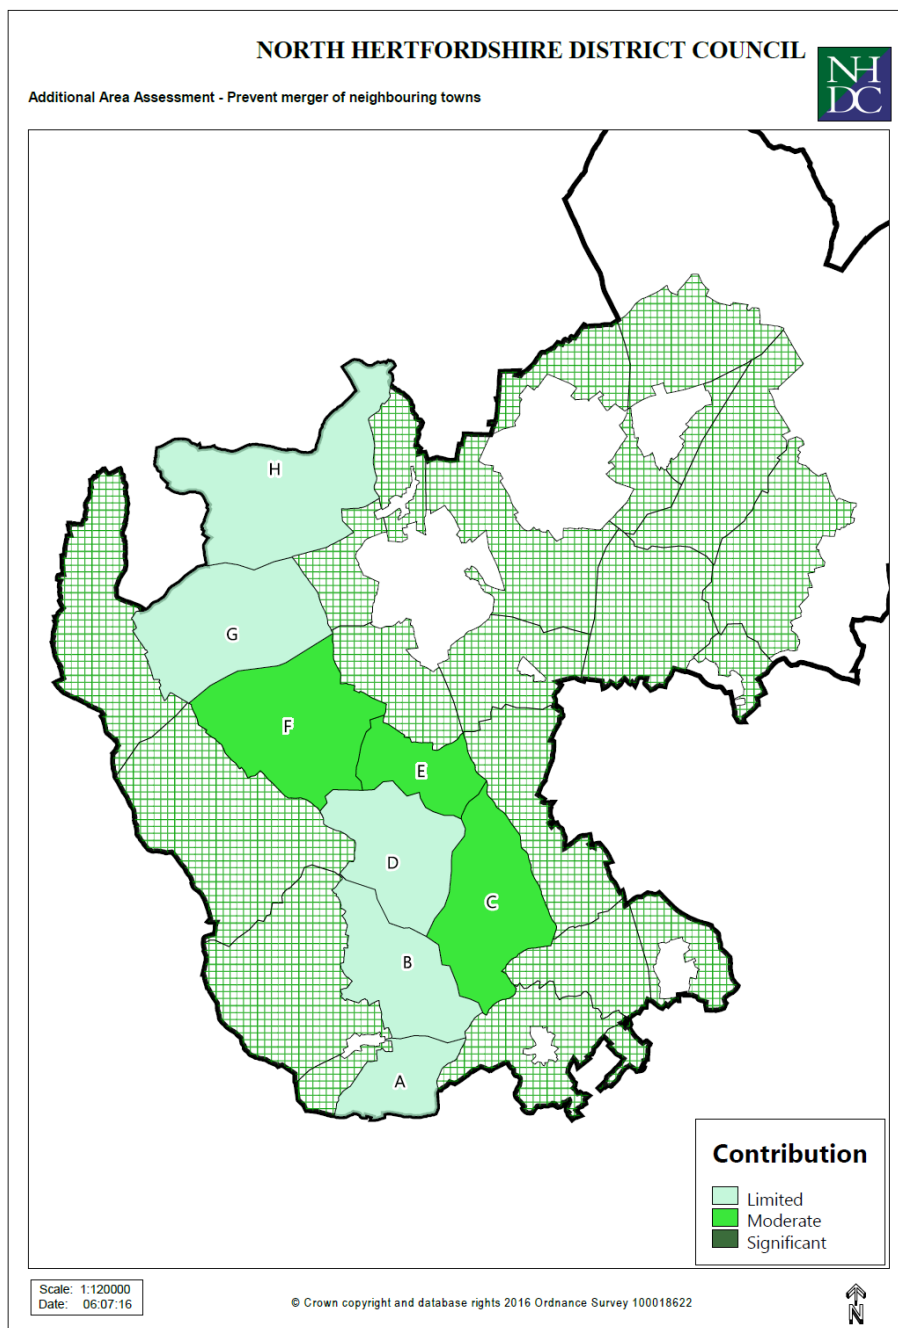 NORTH HERTFORDSHIRE DISTRICT COUNCIL
NH
DC
Additional Area Assessment - Prevent merger of neighbouring towns
H
G
F
E
D
C
B
A
Contribution
Limited
Moderate
Significant
Scale: 1:120000
Date: 06:07:16
© Crown copyright and database rights 2016 Ordnance Survey 100018622
N